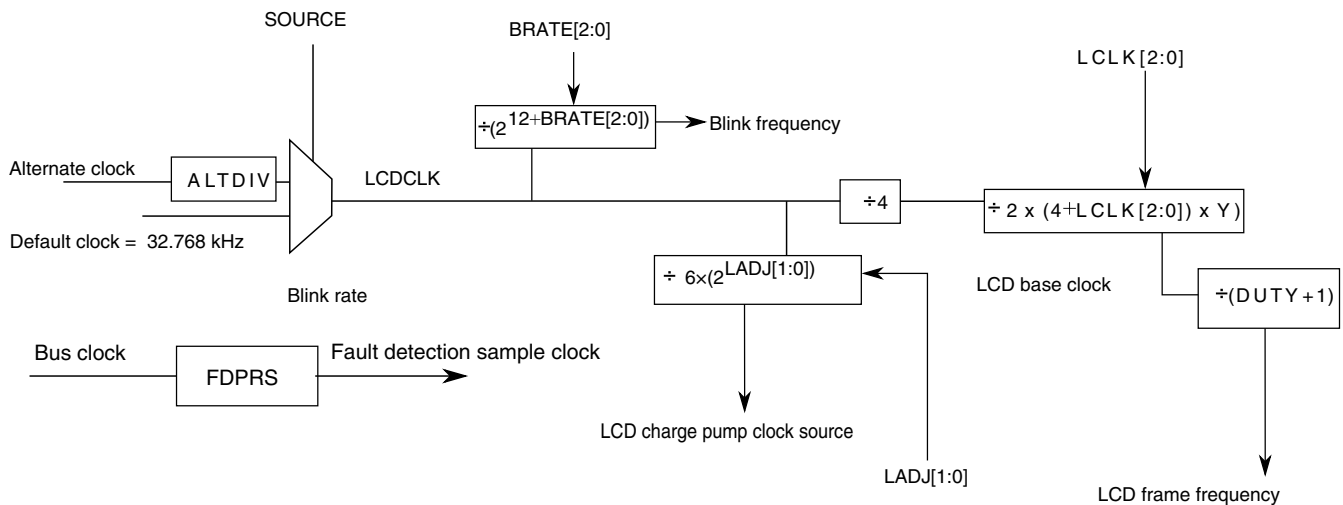 SOURCE
BRATE[2:0]
LCLK[2:0]
÷(2^12+BRATE[2:0])
Blink frequency
Alternate clock
ALTDIV
LCDCLK
÷4
÷ 2 x (4+LCLK[2:0]) x Y)
Default clock = 32.768 kHz
÷ 6×(2^LADJ[1:0])
LCD base clock
Blink rate
÷(DUTY+1)
Bus clock
FDPRS
Fault detection sample clock
LCD charge pump clock source
LADJ[1:0]
LCD frame frequency